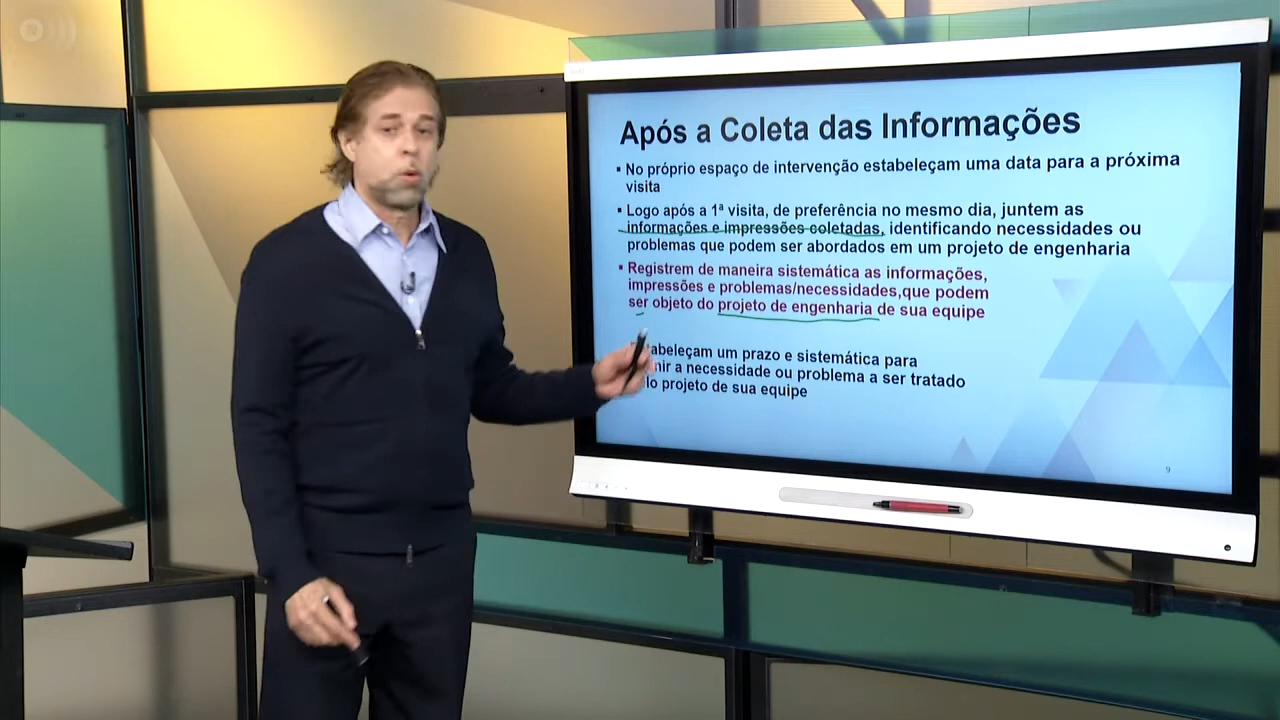 Após a Coleta das Informações
▪ No próprio espaço de intervenção estabeleçam uma data para a próxima
visita
▪ Logo após a 1ª visita, de preferência no mesmo dia, juntem as
informações e impressões coletadas, identificando necessidades ou
problemas que podem ser abordados em um projeto de engenharia
▪ Registrem de maneira sistemática as informações,
impressões e problemas/necessidades,que podem
ser objeto do projeto de engenharia de sua equipe
um prazo e sistemática para
a necessidade ou problema a ser tratado
projeto de sua equipe
9